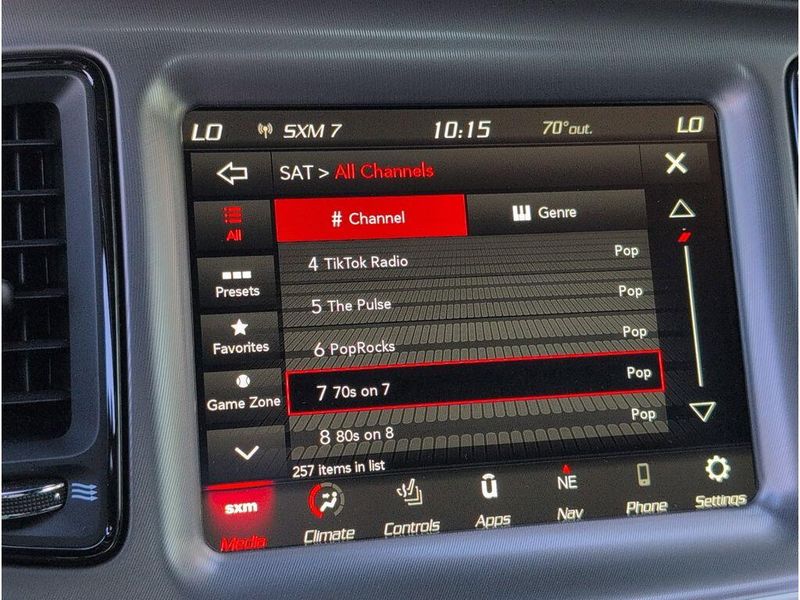 LO SXM 7 10:15 70°out. LO
SAT > All Channels
All
# Channel
Genre
4 TikTok Radio Pop
Presets
5 The Pulse Pop
Favorites
6 PopRocks Pop
Game Zone
7 70s on 7 Pop
8 80s on 8 Pop
257 items in list
sxm
Media
Climate
Controls
Apps
NE
Nav
Phone
Settings